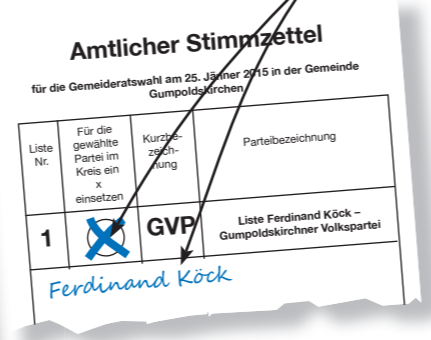 Amtlicher Stimmzettel
für die Gemeideratswahl am 25. Jänner 2015 in der Gemeinde
Gumpoldskirchen
Liste
Nr.
Für die
gewählte
Partei im
Kreis ein
x
einsetzen
Kurzbe-
zeich-
nung
Parteibezeichnung
1
GVP
Liste Ferdinand Köck –
Gumpoldskirchner Volkspartei
Ferdinand Köck